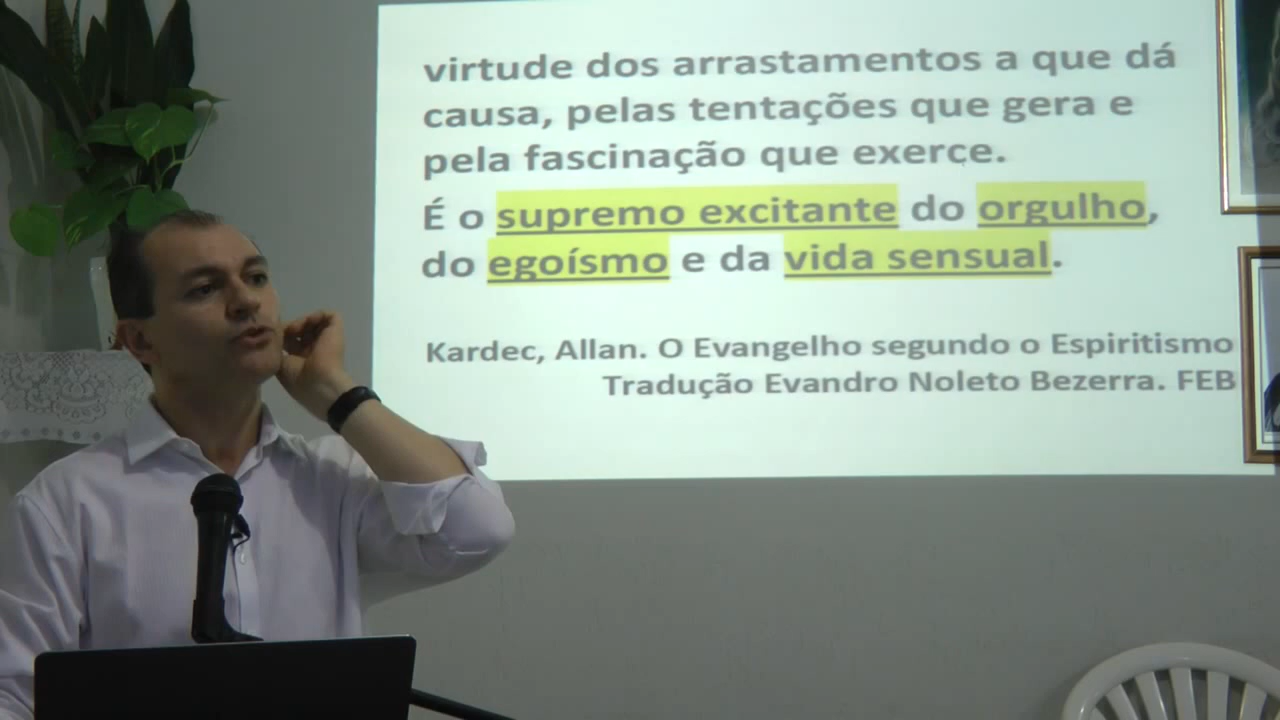 virtude dos arrastamentos a que dá
causa, pelas tentações que gera e
pela fascinação que exerce.
É o supremo excitante do orgulho,
do egoísmo e da vida sensual.
Kardec, Allan. O Evangelho segundo o Espiritismo
Tradução Evandro Noleto Bezerra. FEB